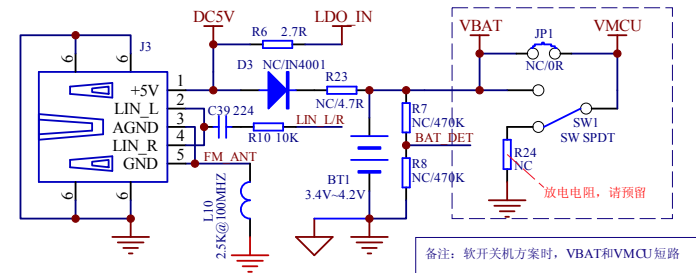 DC5V
LDO_IN
VBAT
VMCU
R6 2.7R
JP1
NC/0R
J3
6
6
D3 NC/IN4001
R23
NC/4.7R
+5V
1
LIN_L
2
AGND
3
LIN_R
4
GND
5
C39 224
R10 10K
LIN_L/R
FM_ANT
R7
NC/470K
BAT_DET
R8
NC/470K
BT1
3.4V~4.2V
SW1
SW SPDT
R24
NC
放电电阻，请预留
6
6
L10
2.5K@100MHZ
备注：软开关机方案时，VBAT和VMCU短路